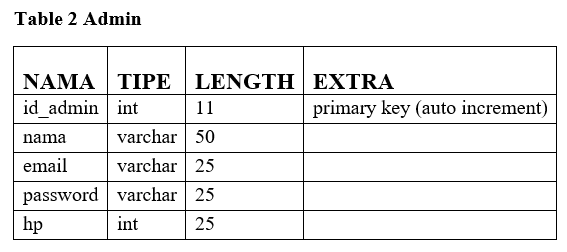 Table 2 Admin
NAMA TIPE LENGTH EXTRA
id_admin int 11 primary key (auto increment)
nama varchar 50
email varchar 25
password varchar 25
hp int 25